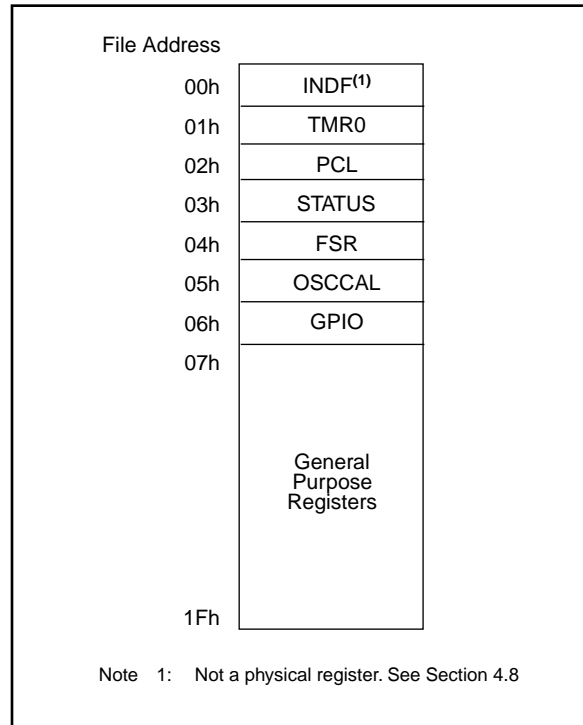 File Address
00h INDF(1)
01h TMR0
02h PCL
03h STATUS
04h FSR
05h OSCCAL
06h GPIO
07h
General
Purpose
Registers
1Fh
Note 1: Not a physical register. See Section 4.8